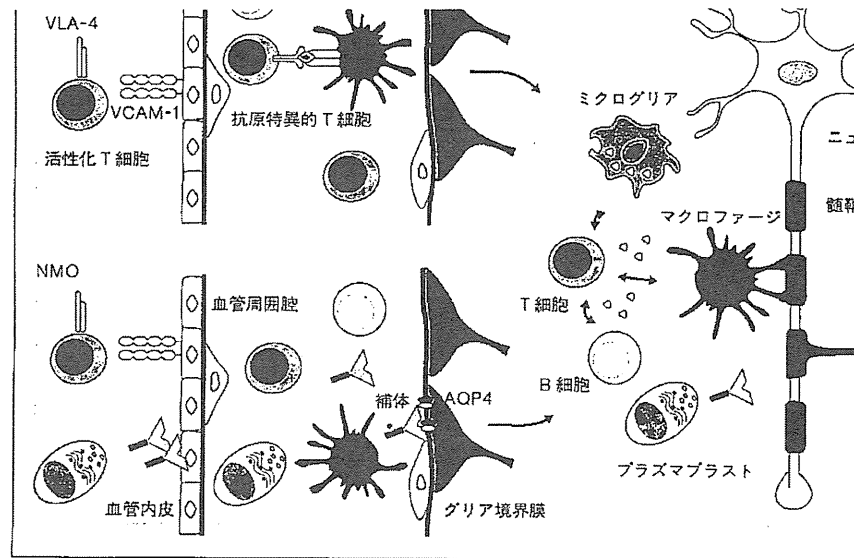 VLA-4
VCAM-1
活性化T細胞
抗原特異的T細胞
ミクログリア
ニュ
髄鞘
マクロファージ
T細胞
B細胞
プラズマブラスト
NMO
血管周囲腔
補体
AQP4
血管内皮
グリア境界膜